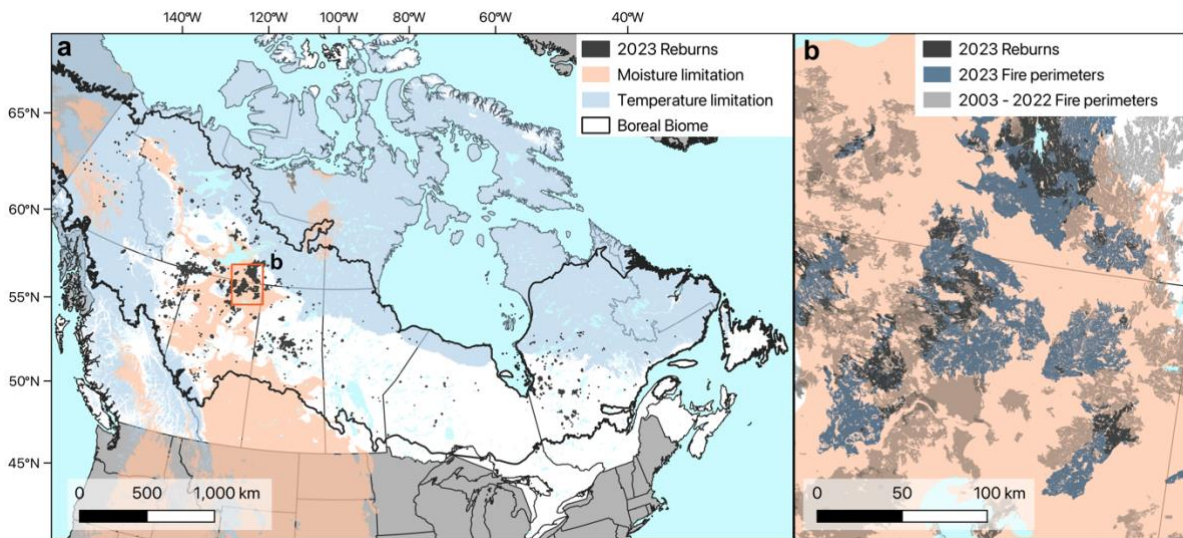 140°W 120°W 100°W 80°W 60°W 40°W
a
2023 Reburns
Moisture limitation
Temperature limitation
Boreal Biome
65°N
60°N
55°N
50°N
45°N
b
0 500 1,000 km
b
2023 Reburns
2023 Fire perimeters
2003 - 2022 Fire perimeters
0 50 100 km